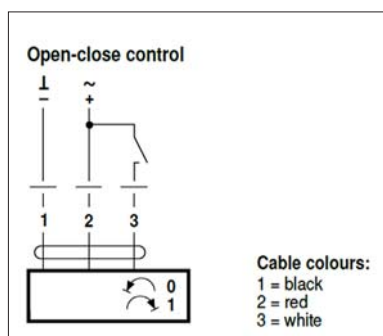 Open-close control
⊥ ~
− +
1 2 3
0
1
Cable colours:
1 = black
2 = red
3 = white